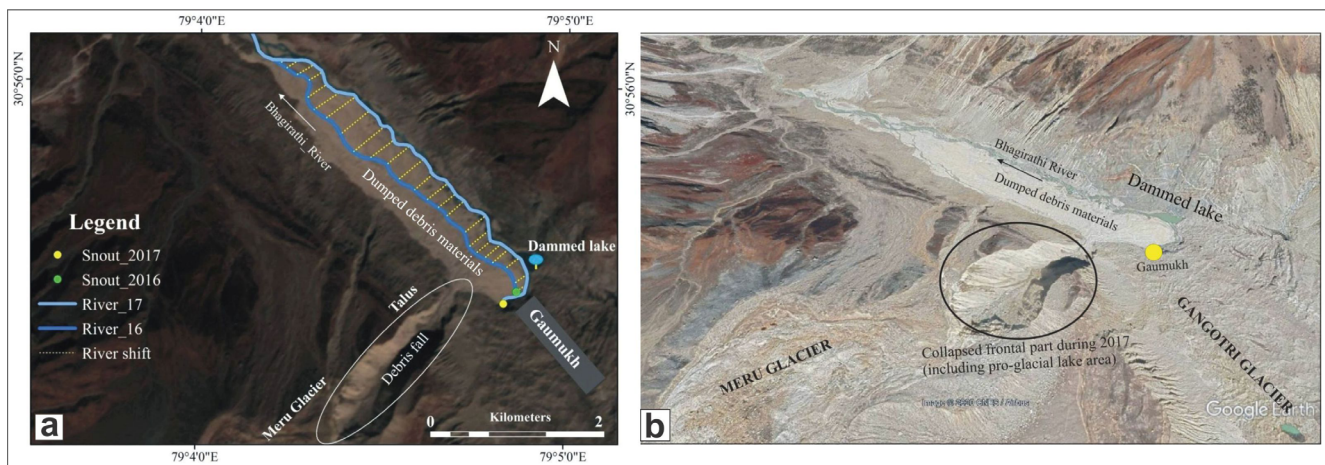 79°4'0"E
79°5'0"E
30°56'0"N
N
Bhagirathi_River
Dumped debris materials
Legend
Snout_2017
Snout_2016
River_17
River_16
River shift
Dammed lake
Gaumukh
Talus
Debris fall
Meru Glacier
Kilometers
0 2
a
79°4'0"E
79°5'0"E
30°56'0"N
Bhagirathi River
Dammed lake
Dumped debris materials
Gaumukh
Collapsed frontal part during 2017
(including pro-glacial lake area)
MERU GLACIER
GANGOTRI GLACIER
Google Earth
b